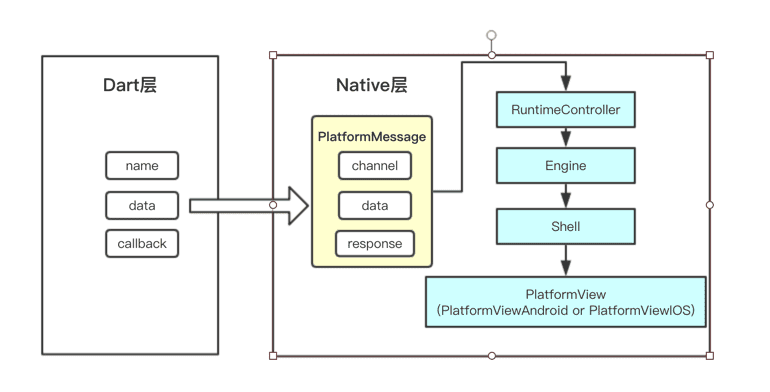 Dart层
name
data
callback
Native层
PlatformMessage
channel
data
response
RuntimeController
Engine
Shell
PlatformView
(PlatformViewAndroid or PlatformViewIOS)